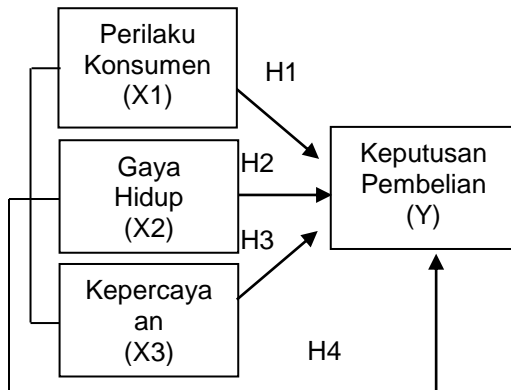 Perilaku
Konsumen
(X1)
H1
Gaya
Hidup
(X2)
H2
Keputusan
Pembelian
(Y)
H3
Kepercaya
an
(X3)
H4